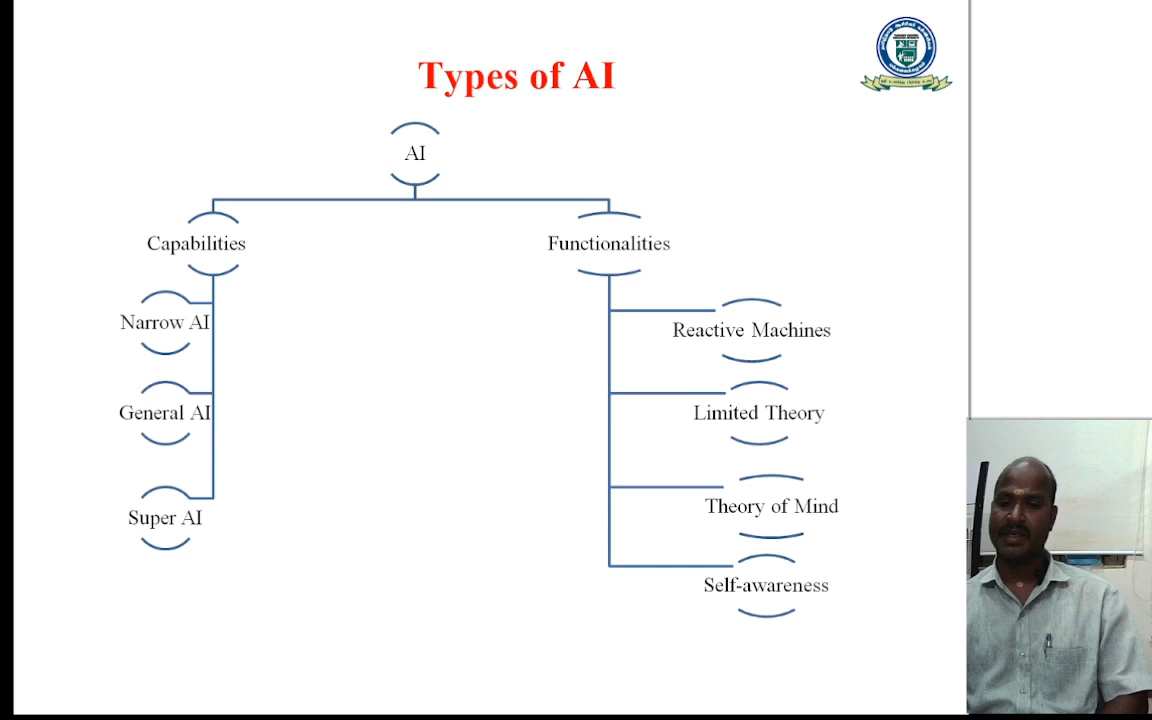 Types of AI
AI
Capabilities
Functionalities
Narrow AI
General AI
Super AI
Reactive Machines
Limited Theory
Theory of Mind
Self-awareness